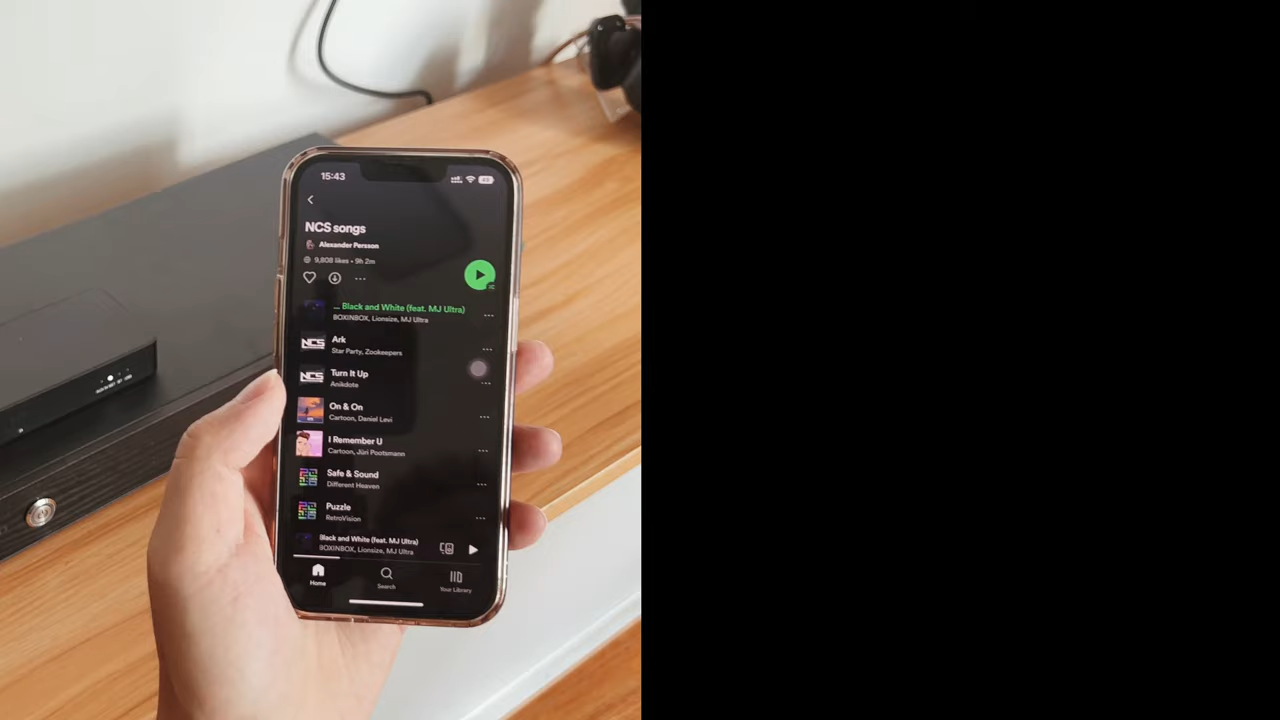 15:43
NCS songs
Alexander Persson
9,808 likes • 9h 2m
... Black and White (feat. MJ Ultra)
BOXINBOX, Lionsize, MJ Ultra
NCS
Ark
Star Party, Zookeepers
NCS
Turn It Up
Anikdote
On & On
Cartoon, Daniel Levi
I Remember U
Cartoon, Jüri Pootsmann
Safe & Sound
Different Heaven
Puzzle
RetroVision
Black and White (feat. MJ Ultra)
BOXINBOX, Lionsize, MJ Ultra
Home
Search
Your Library